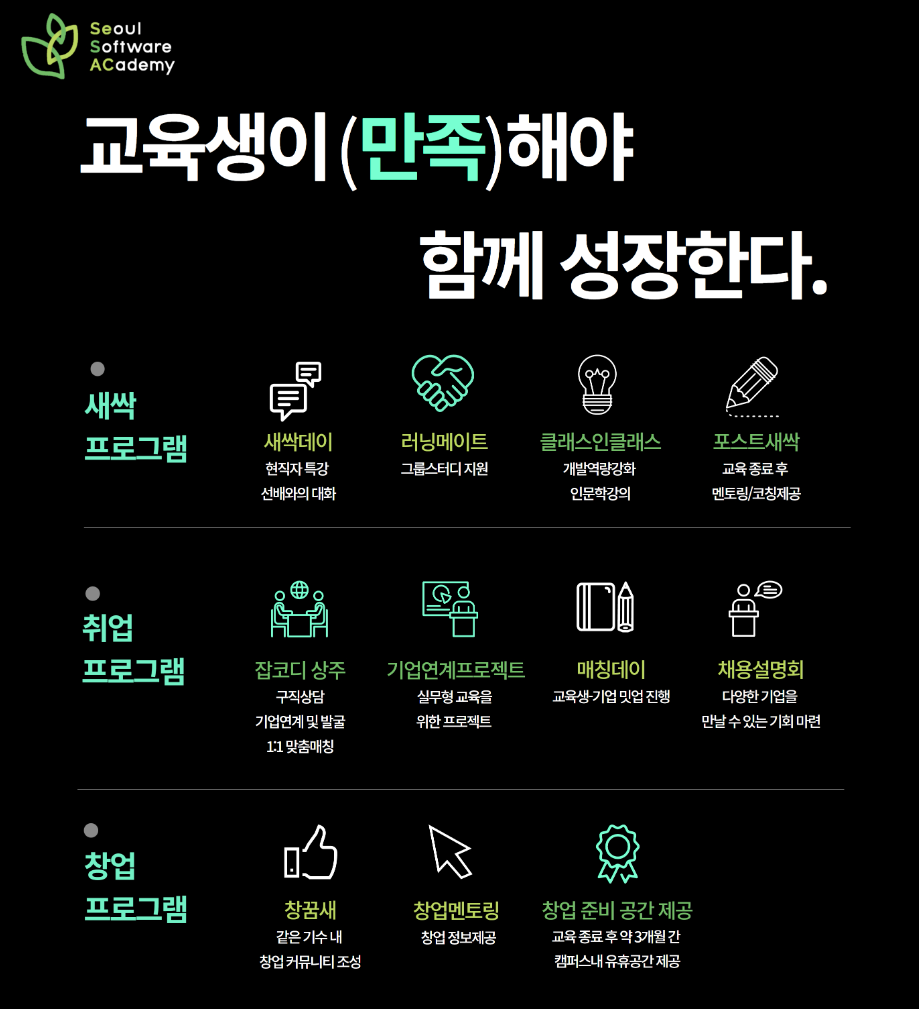 Seoul
Software
ACademy
교육생이 (만족)해야
함께 성장한다.
새싹
프로그램
새싹데이
현직자 특강
선배와의 대화
러닝메이트
그룹스터디 지원
클래스인클래스
개발역량강화
인문학강의
포스트새싹
교육 종료 후
멘토링/코칭제공
취업
프로그램
잡코디 상주
구직상담
기업연계 및 발굴
1:1 맞춤매칭
기업연계프로젝트
실무형 교육을
위한 프로젝트
매칭데이
교육생-기업 밋업 진행
채용설명회
다양한 기업을
만날 수 있는 기회 마련
창업
프로그램
창꿈새
같은 기수 내
창업 커뮤니티 조성
창업멘토링
창업 정보제공
창업 준비 공간 제공
교육 종료 후 약 3개월 간
캠퍼스내 유휴공간 제공